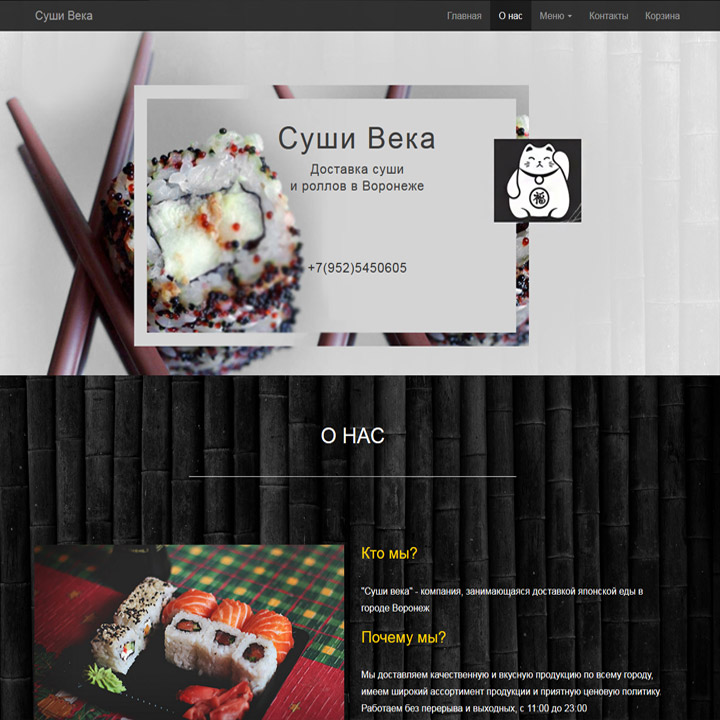 Суши Века
Главная
О нас
Меню
Контакты
Корзина
Суши Века
Доставка суши
и роллов в Воронеже
+7(952)5450605
福
О НАС
Кто мы?
"Суши века" - компания, занимающаяся доставкой японской еды в
городе Воронеж
Почему мы?
Мы доставляем качественную и вкусную продукцию по всему городу,
имеем широкий ассортимент продукции и приятную ценовую политику.
Работаем без перерыва и выходных, с 11:00 до 23:00